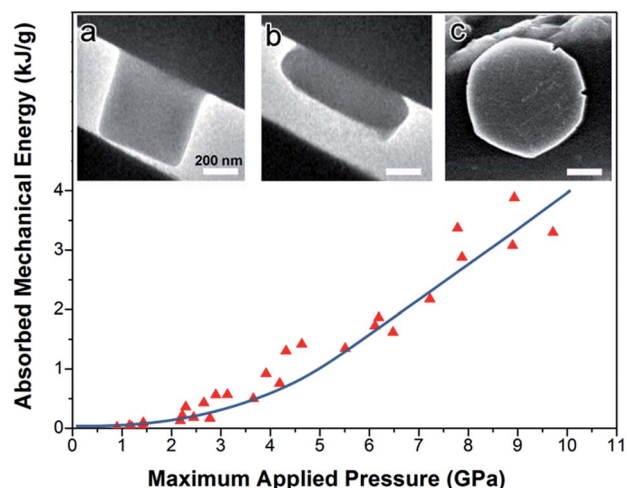 a
b
c
200 nm
Absorbed Mechanical Energy (kJ/g)
4
3
2
1
0
0 1 2 3 4 5 6 7 8 9 10 11
Maximum Applied Pressure (GPa)